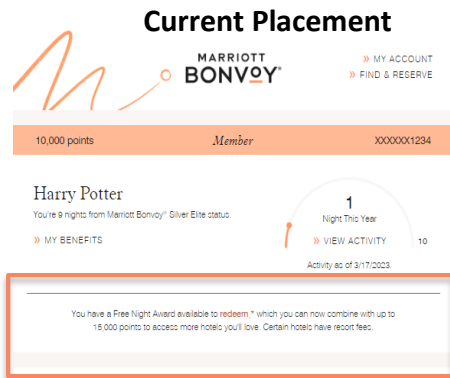 Current Placement
MARRIOTT
BONVOY®
» MY ACCOUNT
» FIND & RESERVE
10,000 points
Member
XXXXXX1234
Harry Potter
You're 9 nights from Marriott Bonvoy® Silver Elite status.
» MY BENEFITS
1
Night This Year
» VIEW ACTIVITY
10
Activity as of 3/17/2023
You have a Free Night Award available to redeem,* which you can now combine with up to
15,000 points to access more hotels you'll love. Certain hotels have resort fees.